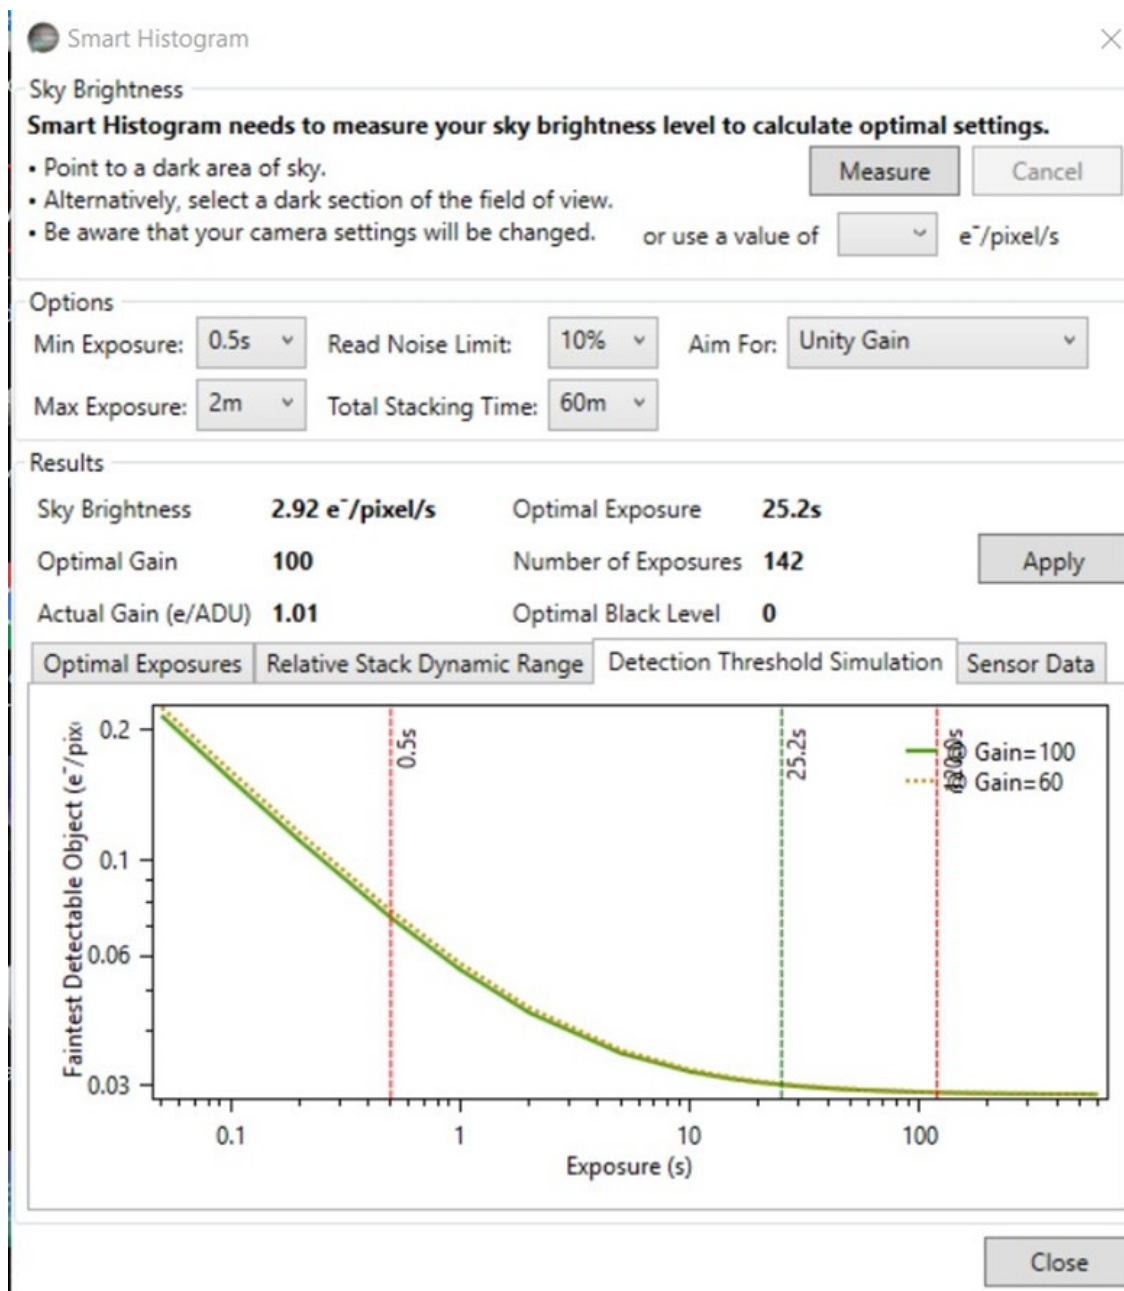 Smart Histogram
Sky Brightness
Smart Histogram needs to measure your sky brightness level to calculate optimal settings.
• Point to a dark area of sky.
Measure Cancel
• Alternatively, select a dark section of the field of view.
• Be aware that your camera settings will be changed. or use a value of e⁻/pixel/s
Options
Min Exposure: 0.5s Read Noise Limit: 10% Aim For: Unity Gain
Max Exposure: 2m Total Stacking Time: 60m
Results
Sky Brightness 2.92 e⁻/pixel/s Optimal Exposure 25.2s
Optimal Gain 100 Number of Exposures 142 Apply
Actual Gain (e/ADU) 1.01 Optimal Black Level 0
Optimal Exposures Relative Stack Dynamic Range Detection Threshold Simulation Sensor Data
Faintest Detectable Object (e⁻/pix
0.2
0.1
0.06
0.03
0.5s
25.2s
Gain=100
Gain=60
0.1 1 10 100
Exposure (s)
Close